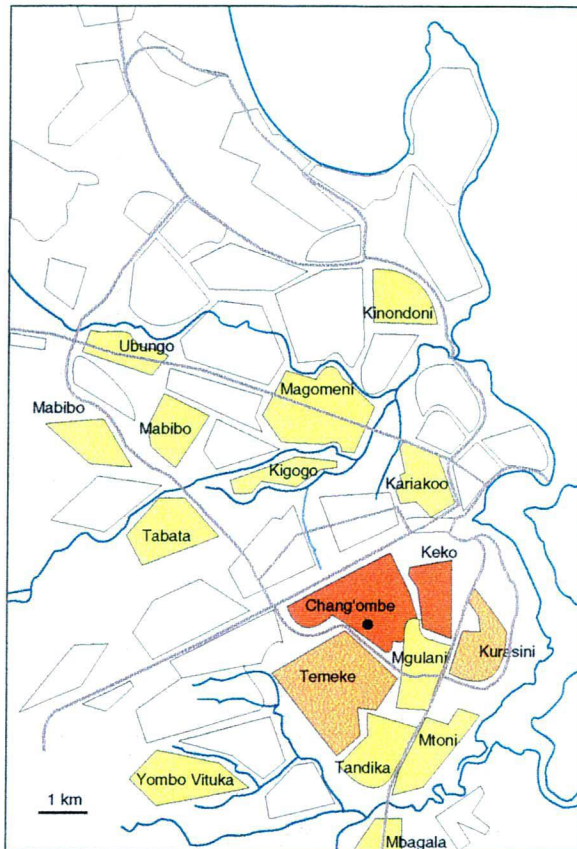 Kinondoni
Ubungo
Magomeni
Mabibo
Mabibo
Kigogo
Kariakoo
Tabata
Keko
Chang'ombe
Mgulani
Kurasini
Temeke
Mtoni
Tandika
Yombo Vituka
1 km
Mbagala